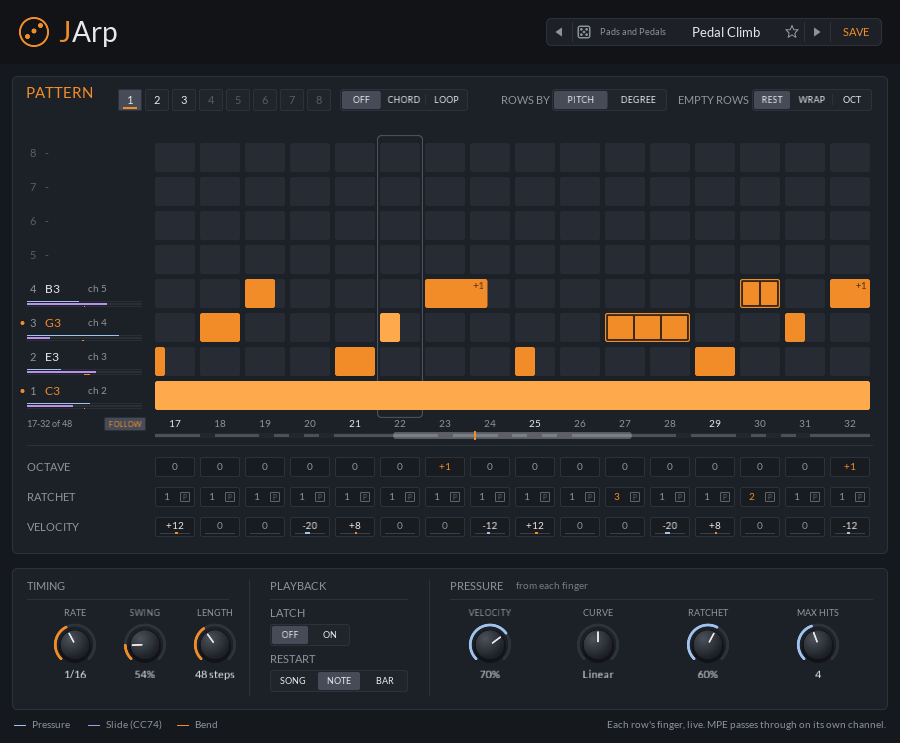 JArp
Pads and Pedals Pedal Climb SAVE
PATTERN 1 2 3 4 5 6 7 8 OFF CHORD LOOP ROWS BY PITCH DEGREE EMPTY ROWS REST WRAP OCT
8 -
7 -
6 -
5 -
4 B3 ch 5 +1 +1
3 G3 ch 4
2 E3 ch 3
1 C3 ch 2
17-32 of 48 FOLLOW 17 18 19 20 21 22 23 24 25 26 27 28 29 30 31 32
OCTAVE 0 0 0 0 0 0 +1 0 0 0 0 0 0 0 0 +1
RATCHET 1 P 1 P 1 P 1 P 1 P 1 P 1 P 1 P 1 P 1 P 3 P 1 P 1 P 2 P 1 P 1 P
VELOCITY +12 0 0 -20 +8 0 0 -12 +12 0 0 -20 +8 0 0 -12
TIMING PLAYBACK PRESSURE from each finger
RATE SWING LENGTH LATCH VELOCITY CURVE RATCHET MAX HITS
OFF ON
RESTART
1/16 54% 48 steps SONG NOTE BAR 70% Linear 60% 4
Pressure Slide (CC74) Bend Each row's finger, live. MPE passes through on its own channel.